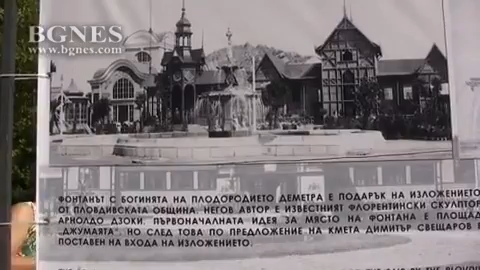 BGNES
www.bgnes.com
ФОНТАНЪТ С БОГИНЯТА НА ПЛОДОРОДИЕТО ДЕМЕТРА Е ПОДАРЪК НА ИЗЛОЖЕНИЕТО
ОТ ПЛОВДИВСКАТА ОБЩИНА. НЕГОВ АВТОР Е ИЗВЕСТНИЯТ ФЛОРЕНТИНСКИ СКУЛПТОР
АРНОЛДО ДЗОКИ. ПЪРВОНАЧАЛНАТА ИДЕЯ ЗА МЯСТО НА ФОНТАНА Е ПЛОЩАД
„ДЖУМАЯТА“, НО СЛЕД ТОВА ПО ПРЕДЛОЖЕНИЕ НА КМЕТА ДИМИТЪР СВЕЩАРОВ Е
ПОСТАВЕН НА ВХОДА НА ИЗЛОЖЕНИЕТО.